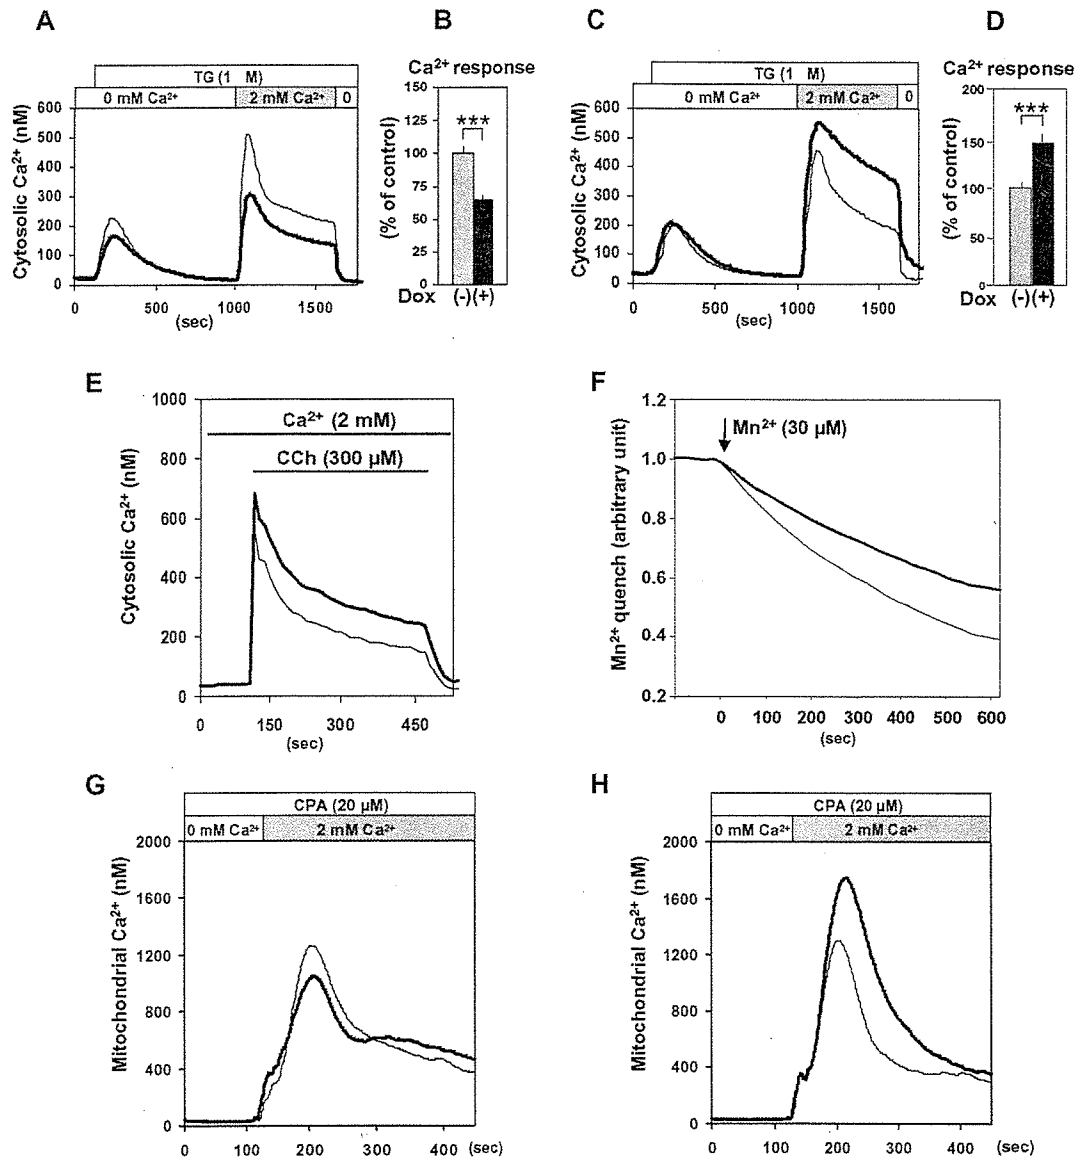 A
B
C
D
TG (1 M)
0 mM Ca²⁺ 2 mM Ca²⁺ 0
Cytosolic Ca²⁺ (nM)
600
500
400
300
200
100
0
0 500 1000 1500
(sec)
Ca²⁺ response
(% of control)
150
125
100
75
50
25
0
***
Dox (-)(+)
TG (1 M)
0 mM Ca²⁺ 2 mM Ca²⁺ 0
Cytosolic Ca²⁺ (nM)
600
500
400
300
200
100
0
0 500 1000 1500
(sec)
Ca²⁺ response
(% of control)
200
150
100
50
0
***
Dox (-)(+)
E
Cytosolic Ca²⁺ (nM)
1000
800
600
400
200
0
Ca²⁺ (2 mM)
CCh (300 µM)
0 150 300 450
(sec)
F
Mn²⁺ quench (arbitrary unit)
1.2
1.0
0.8
0.6
0.4
0.2
Mn²⁺ (30 µM)
0 100 200 300 400 500 600
(sec)
G
CPA (20 µM)
0 mM Ca²⁺ 2 mM Ca²⁺
Mitochondrial Ca²⁺ (nM)
2000
1600
1200
800
400
0
0 100 200 300 400 (sec)
H
CPA (20 µM)
0 mM Ca²⁺ 2 mM Ca²⁺
Mitochondrial Ca²⁺ (nM)
2000
1600
1200
800
400
0
0 100 200 300 400 (sec)